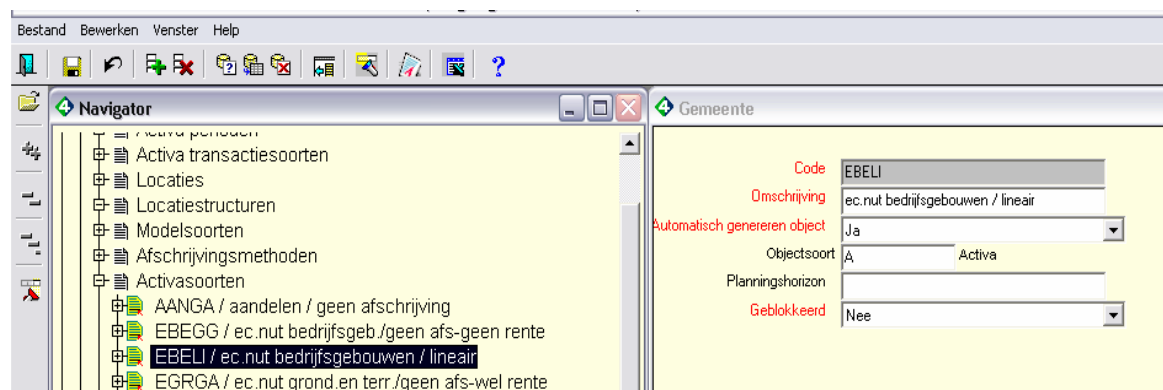 Bestand Bewerken Venster Help
Navigator
Activa perioden
Activa transactiesoorten
Locaties
Locatiestructuren
Modelsoorten
Afschrijvingsmethoden
Activasoorten
AANGA / aandelen / geen afschrijving
EBEGG / ec.nut bedrijfsgeb./geen afs-geen rente
EBELI / ec.nut bedrijfsgebouwen / lineair
EGRGA / ec.nut grond.en terr./geen afs-wel rente
Gemeente
Code EBELI
Omschrijving ec.nut bedrijfsgebouwen / lineair
Automatisch genereren object Ja
Objectsoort A Activa
Planningshorizon
Geblokkeerd Nee